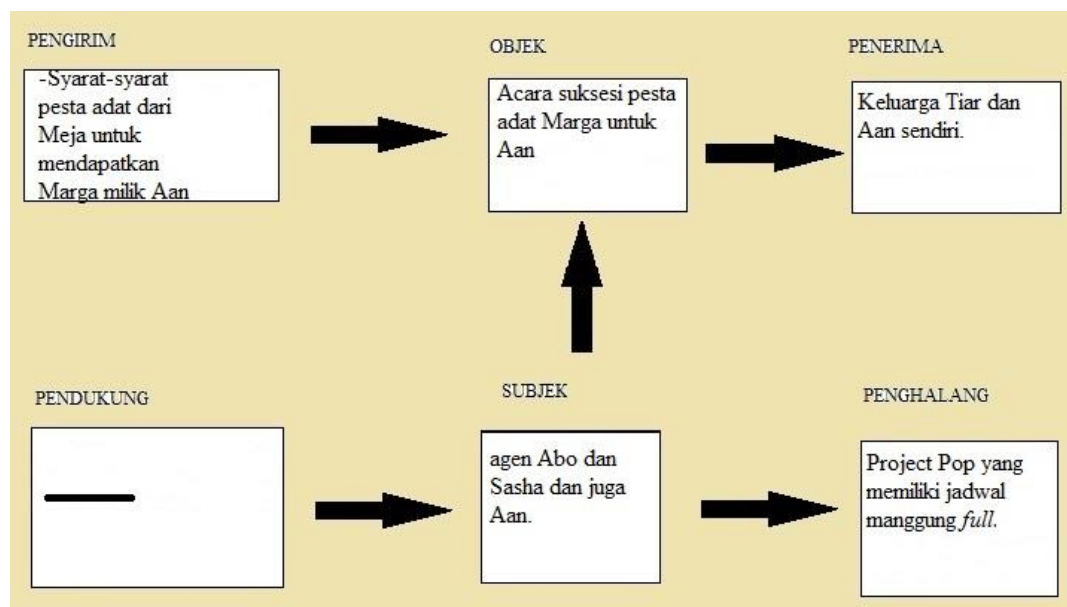 PENGIRIM
-Syarat-syarat
pesta adat dari
Meja untuk
mendapatkan
Marga milik Aan
OBJEK
Acara suksesi pesta
adat Marga untuk
Aan
PENERIMA
Keluarga Tiar dan
Aan sendiri.
PENDUKUNG
SUBJEK
agen Abo dan
Sasha dan juga
Aan.
PENGHALANG
Project Pop yang
memiliki jadwal
manggung full.